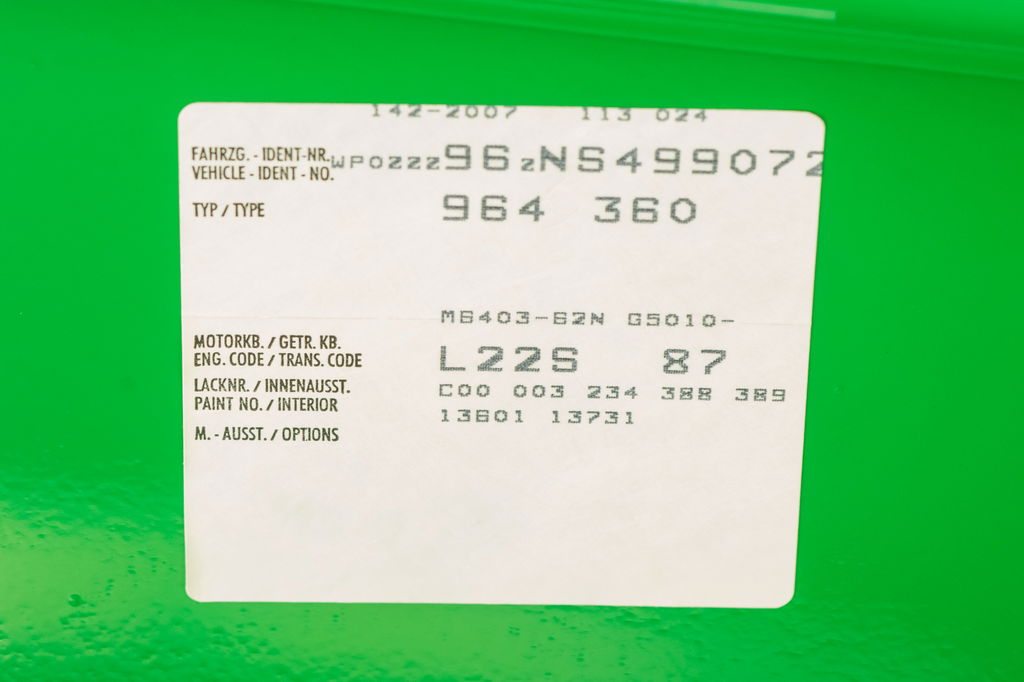 142-2007 113 024
FAHRZG. - IDENT-NR. WPOZZZ96ZNS499072
VEHICLE - IDENT - NO.
TYP / TYPE 964 360
M6403-62N G5010-
MOTORKB. / GETR. KB.
ENG. CODE / TRANS. CODE L22S 87
LACKNR. / INNENAUSST. C00 003 234 388 389
PAINT NO. / INTERIOR 13601 13731
M. - AUSST. / OPTIONS